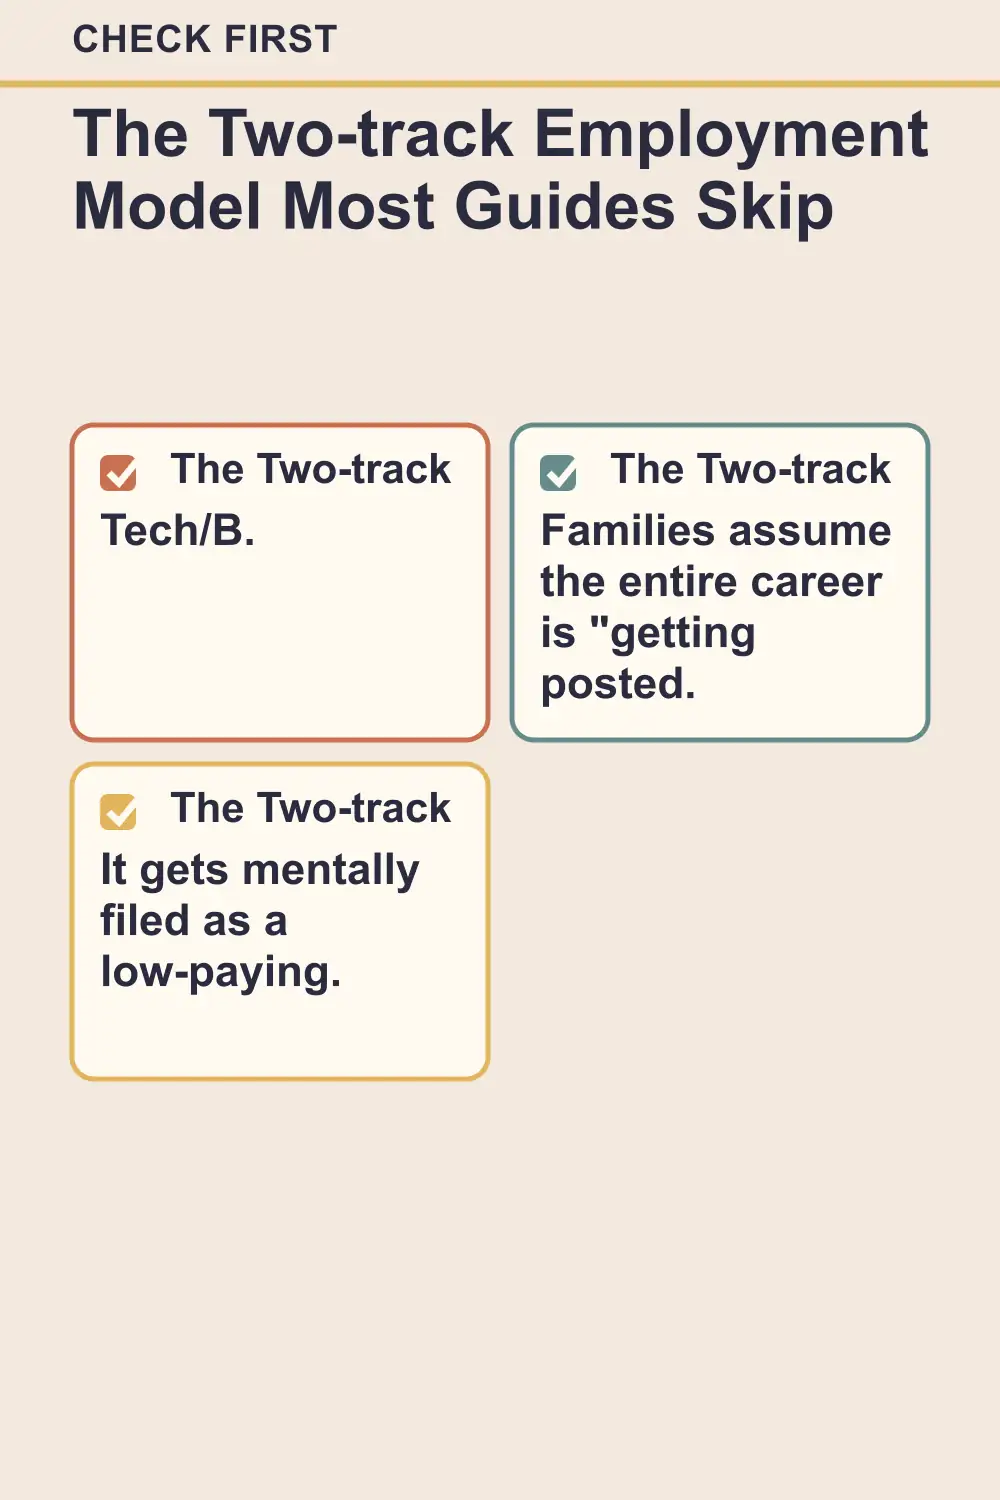 CHECK FIRST
The Two-track Employment
Model Most Guides Skip
The Two-track
Tech/B.
The Two-track
Families assume
the entire career
is "getting
posted.
The Two-track
It gets mentally
filed as a
low-paying.